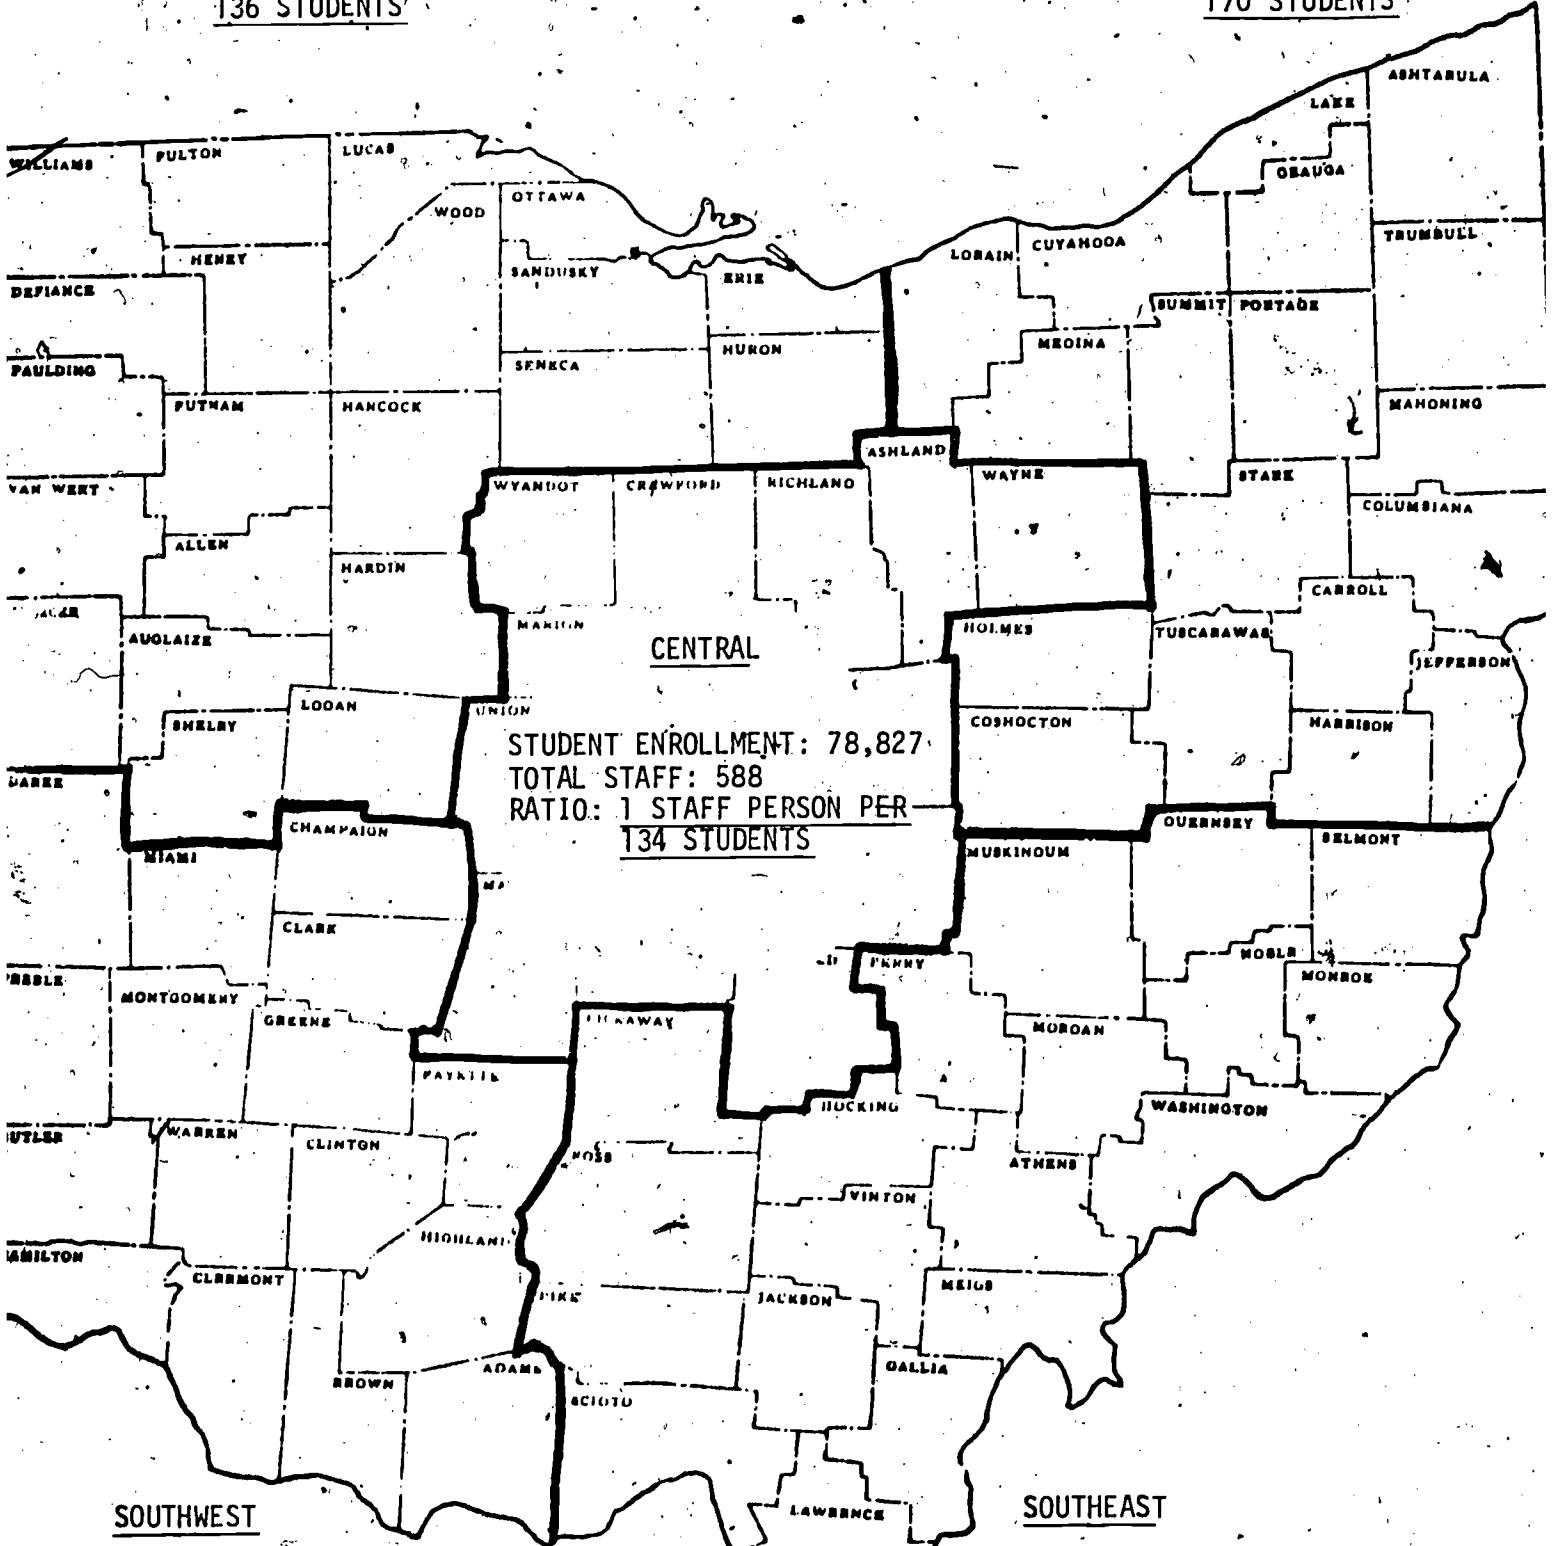 136 STUDENTS
170 STUDENTS
ASHTABULA
LAKE
WILLIAMS
FULTON
LUCAS
GEAUGA
OTTAWA
WOOD
TRUMBULL
CUYAHOGA
LORAIN
HENRY
SANDUSKY
ERIE
DEFIANCE
SUMMIT
PORTAGE
MEDINA
HURON
SENECA
PAULDING
PUTNAM
HANCOCK
MAHONING
ASHLAND
WAYNE
STARK
VAN WERT
WYANDOT
CRAWFORD
RICHLAND
COLUMBIANA
ALLEN
HARDIN
CARROLL
MARION
HOLMES
TUSCARAWAS
AUGLAIZE
CENTRAL
JEFFERSON
LOGAN
UNION
COSHOCTON
HARRISON
SHELBY
STUDENT ENROLLMENT: 78,827
TOTAL STAFF: 588
RATIO: 1 STAFF PERSON PER
134 STUDENTS
DARKE
CHAMPAIGN
GUERNSEY
BELMONT
MIAMI
MUSKINGUM
CLARK
NOBLE
PERRY
MONROE
MONTGOMERY
GREENE
MORGAN
FAYETTE
HOCKING
WASHINGTON
WARREN
CLINTON
ROSS
ATHENS
VINTON
HIGHLAND
CLERMONT
PIKE
JACKSON
MEIGS
GALLIA
BROWN
ADAMS
SCIOTO
LAWRENCE
SOUTHWEST
SOUTHEAST